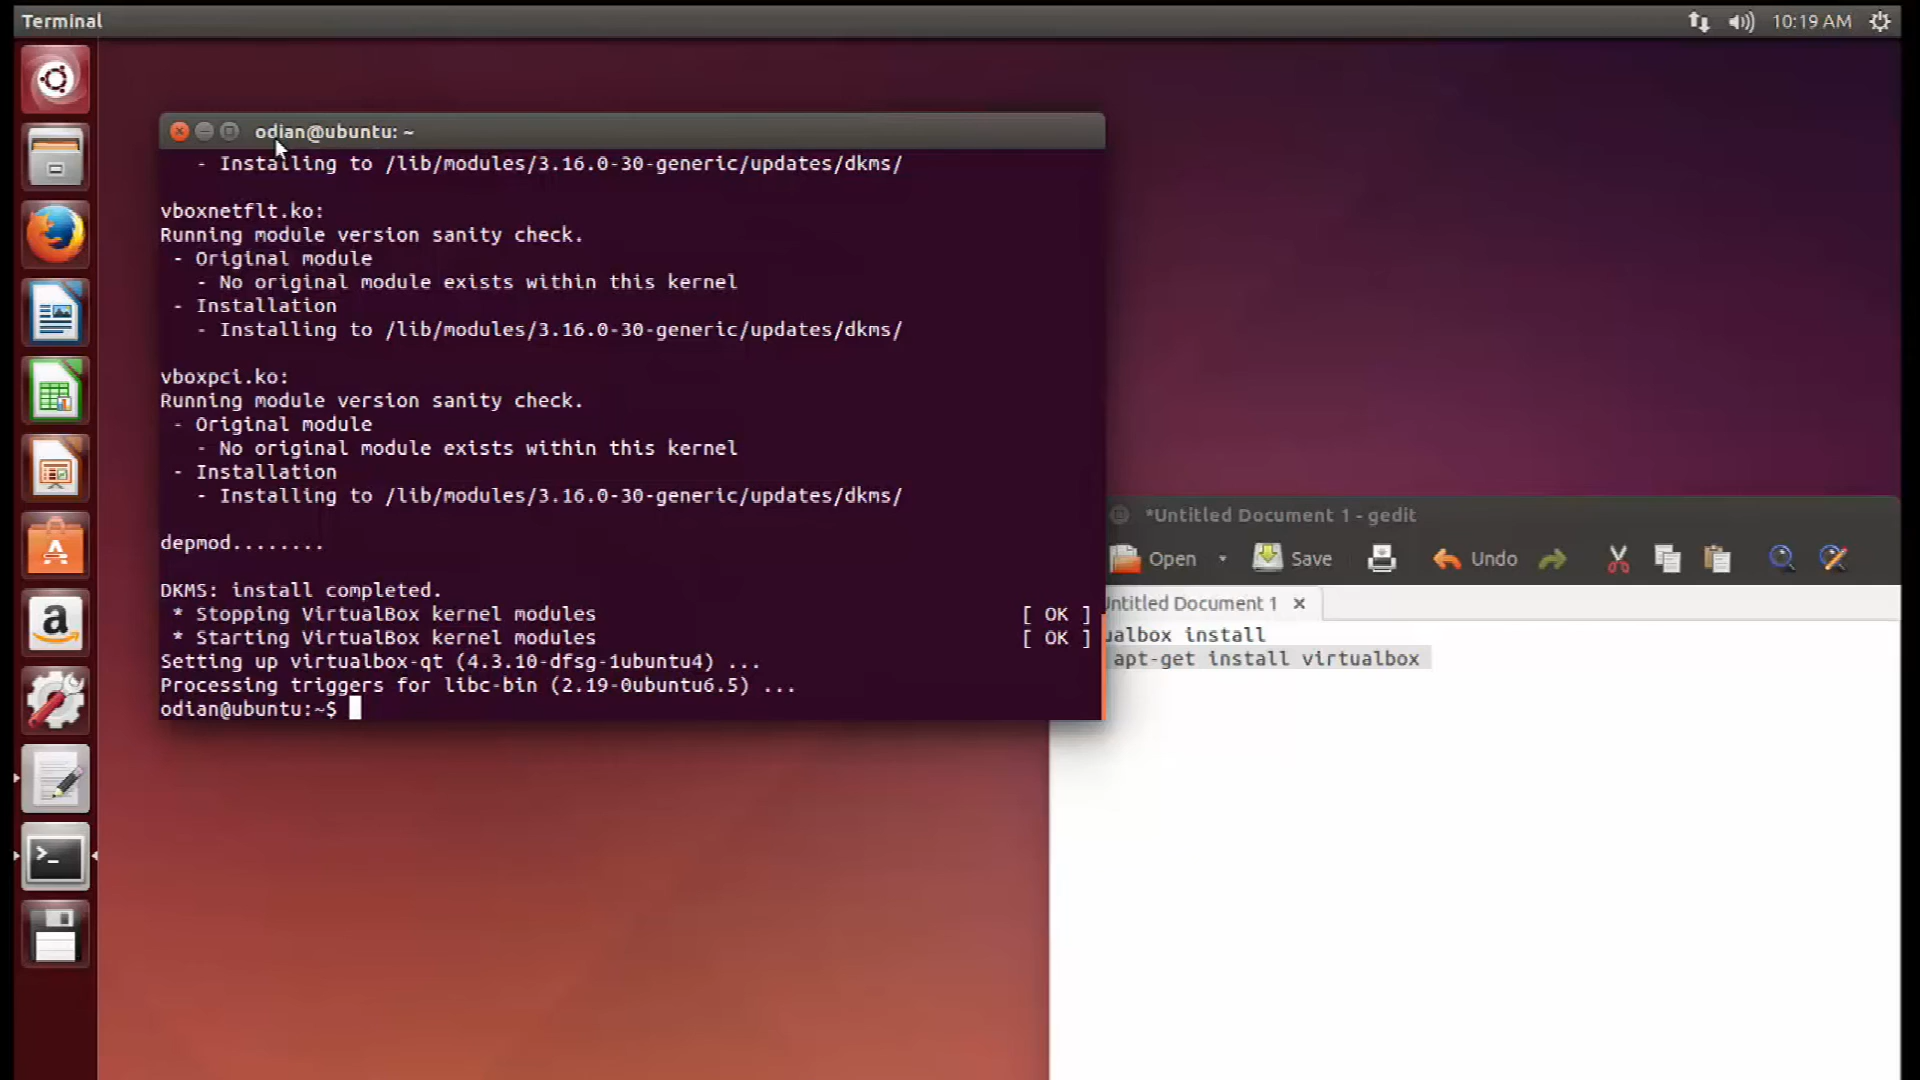 Terminal
10:19 AM
odian@ubuntu: ~
- Installing to /lib/modules/3.16.0-30-generic/updates/dkms/
vboxnetflt.ko:
Running module version sanity check.
- Original module
- No original module exists within this kernel
- Installation
- Installing to /lib/modules/3.16.0-30-generic/updates/dkms/
vboxpci.ko:
Running module version sanity check.
- Original module
- No original module exists within this kernel
- Installation
- Installing to /lib/modules/3.16.0-30-generic/updates/dkms/
depmod........
DKMS: install completed.
* Stopping VirtualBox kernel modules [ OK ]
* Starting VirtualBox kernel modules [ OK ]
Setting up virtualbox-qt (4.3.10-dfsg-1ubuntu4) ...
Processing triggers for libc-bin (2.19-0ubuntu6.5) ...
odian@ubuntu:~$
*Untitled Document 1 - gedit
Open Save Undo
ntitled Document 1
ualbox install
apt-get install virtualbox